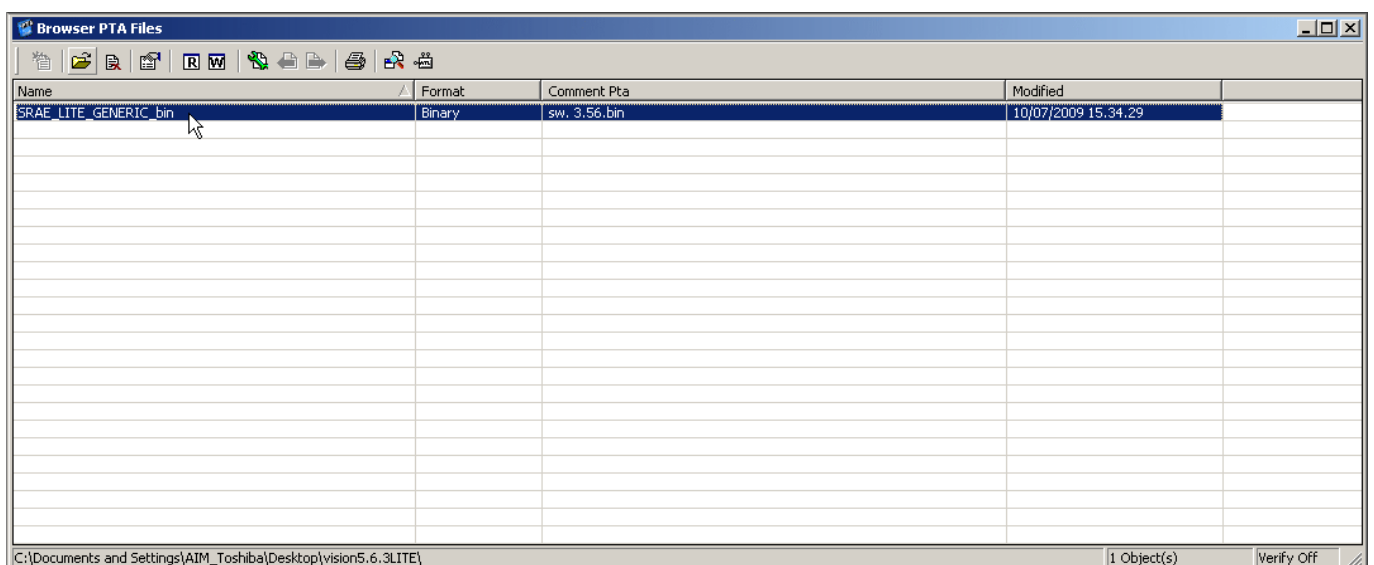 Browser PTA Files
R W
Name Format Comment Pta Modified
SRAE_LITE_GENERIC_bin Binary sw. 3.56.bin 10/07/2009 15.34.29
C:\Documents and Settings\AIM_Toshiba\Desktop\vision5.6.3LITE\ 1 Object(s) Verify Off